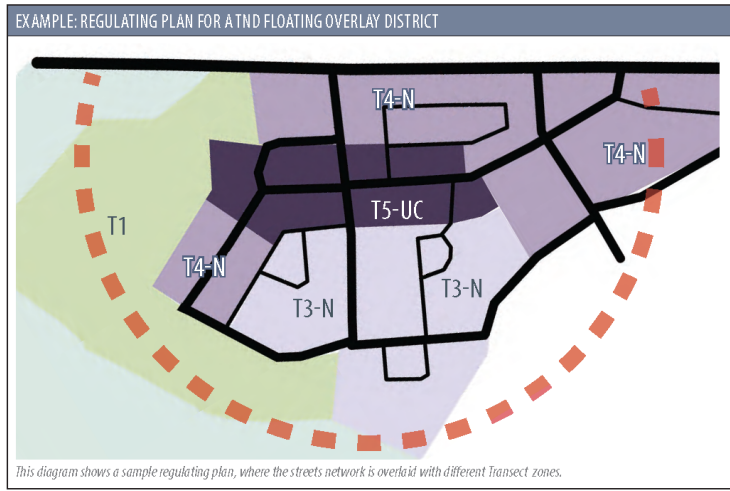 EXAMPLE: REGULATING PLAN FOR A TND FLOATING OVERLAY DISTRICT
T4-N
T4-N
T5-UC
T1
T4-N
T3-N
T3-N
This diagram shows a sample regulating plan, where the streets network is overlaid with different Transect zones.